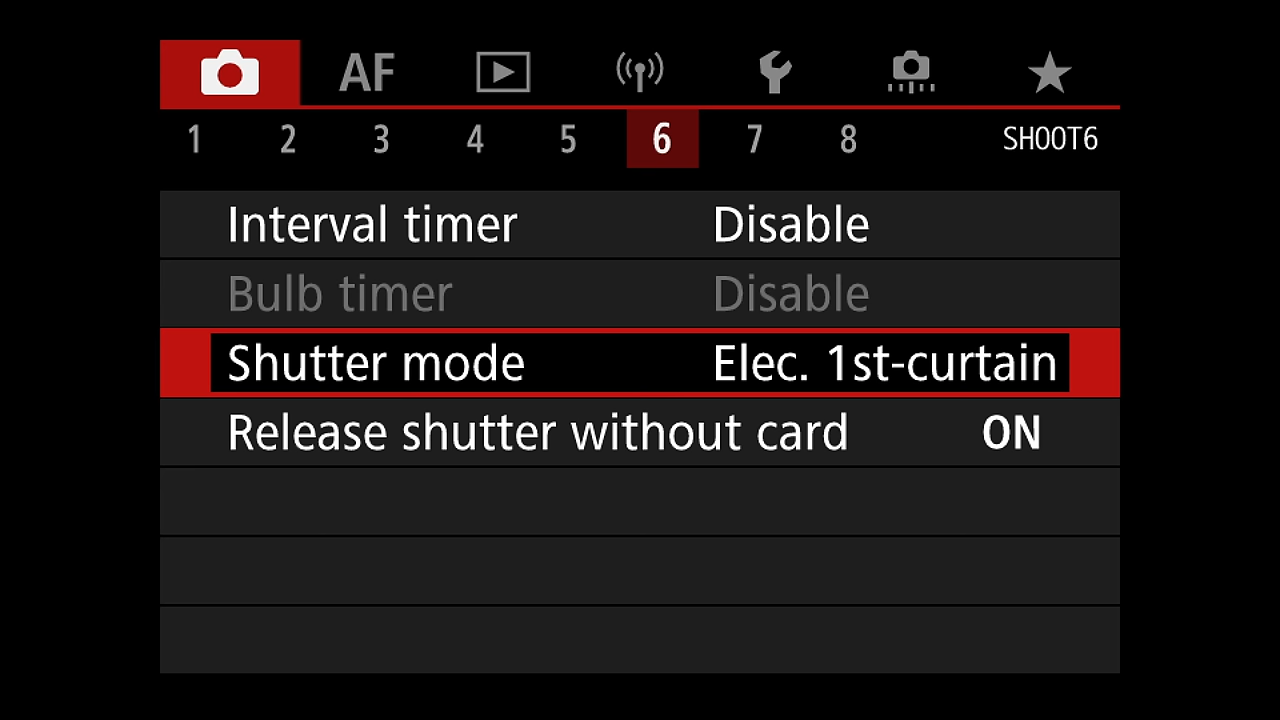 AF
1 2 3 4 5 6 7 8 SHOOT6
Interval timer Disable
Bulb timer Disable
Shutter mode Elec. 1st-curtain
Release shutter without card ON